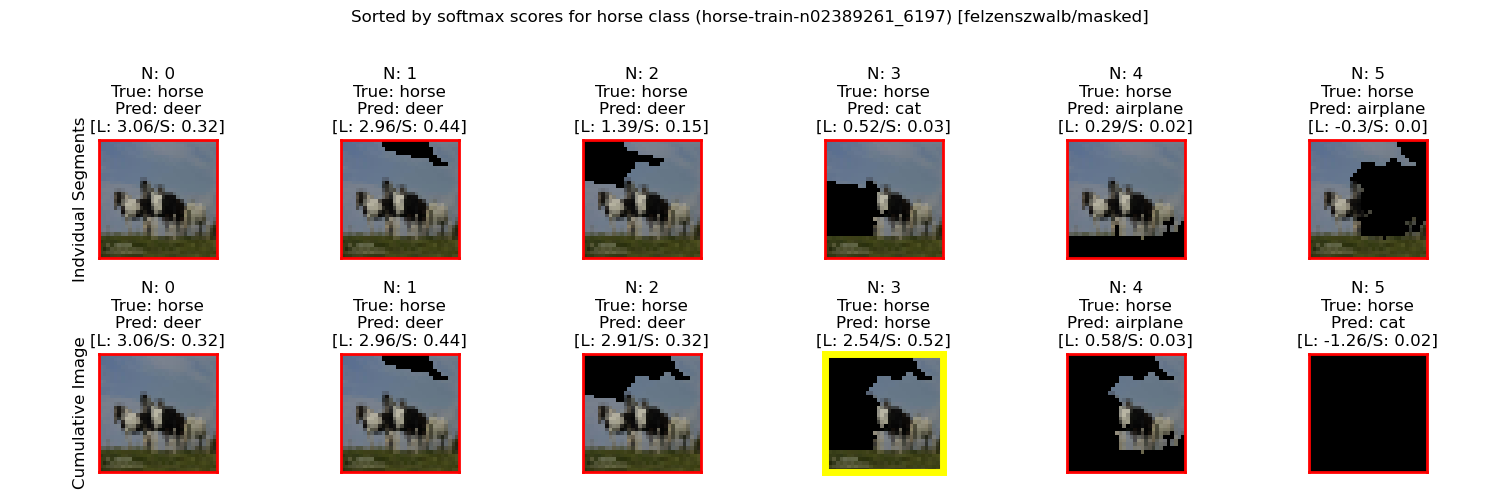 Sorted by softmax scores for horse class (horse-train-n02389261_6197) [felzenszwalb/masked]
Indvidual Segments
N: 0
True: horse
Pred: deer
[L: 3.06/S: 0.32]
N: 1
True: horse
Pred: deer
[L: 2.96/S: 0.44]
N: 2
True: horse
Pred: deer
[L: 1.39/S: 0.15]
N: 3
True: horse
Pred: cat
[L: 0.52/S: 0.03]
N: 4
True: horse
Pred: airplane
[L: 0.29/S: 0.02]
N: 5
True: horse
Pred: airplane
[L: -0.3/S: 0.0]
Cumulative Image
N: 0
True: horse
Pred: deer
[L: 3.06/S: 0.32]
N: 1
True: horse
Pred: deer
[L: 2.96/S: 0.44]
N: 2
True: horse
Pred: deer
[L: 2.91/S: 0.32]
N: 3
True: horse
Pred: horse
[L: 2.54/S: 0.52]
N: 4
True: horse
Pred: airplane
[L: 0.58/S: 0.03]
N: 5
True: horse
Pred: cat
[L: -1.26/S: 0.02]